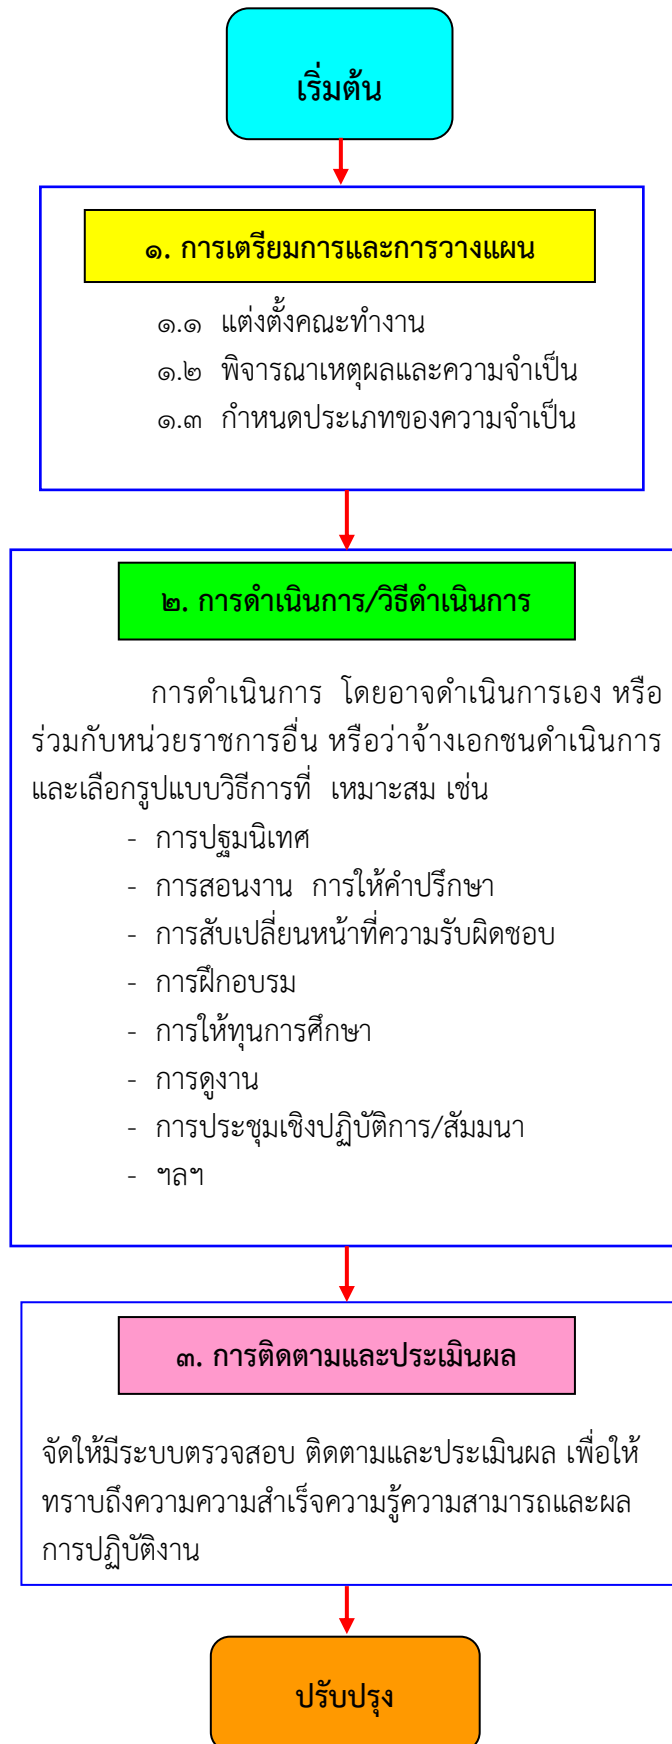 เริ่มต้น
๑. การเตรียมการและการวางแผน
๑.๑ แต่งตั้งคณะทำงาน
๑.๒ พิจารณาเหตุผลและความจำเป็น
๑.๓ กำหนดประเภทของความจำเป็น
๒. การดำเนินการ/วิธีดำเนินการ
การดำเนินการ โดยอาจดำเนินการเอง หรือ
ร่วมกับหน่วยราชการอื่น หรือว่าจ้างเอกชนดำเนินการ
และเลือกรูปแบบวิธีการที่ เหมาะสม เช่น
- การปฐมนิเทศ
- การสอนงาน การให้คำปรึกษา
- การสับเปลี่ยนหน้าที่ความรับผิดชอบ
- การฝึกอบรม
- การให้ทุนการศึกษา
- การดูงาน
- การประชุมเชิงปฏิบัติการ/สัมมนา
- ฯลฯ
๓. การติดตามและประเมินผล
จัดให้มีระบบตรวจสอบ ติดตามและประเมินผล เพื่อให้
ทราบถึงความความสำเร็จความรู้ความสามารถและผล
การปฏิบัติงาน
ปรับปรุง